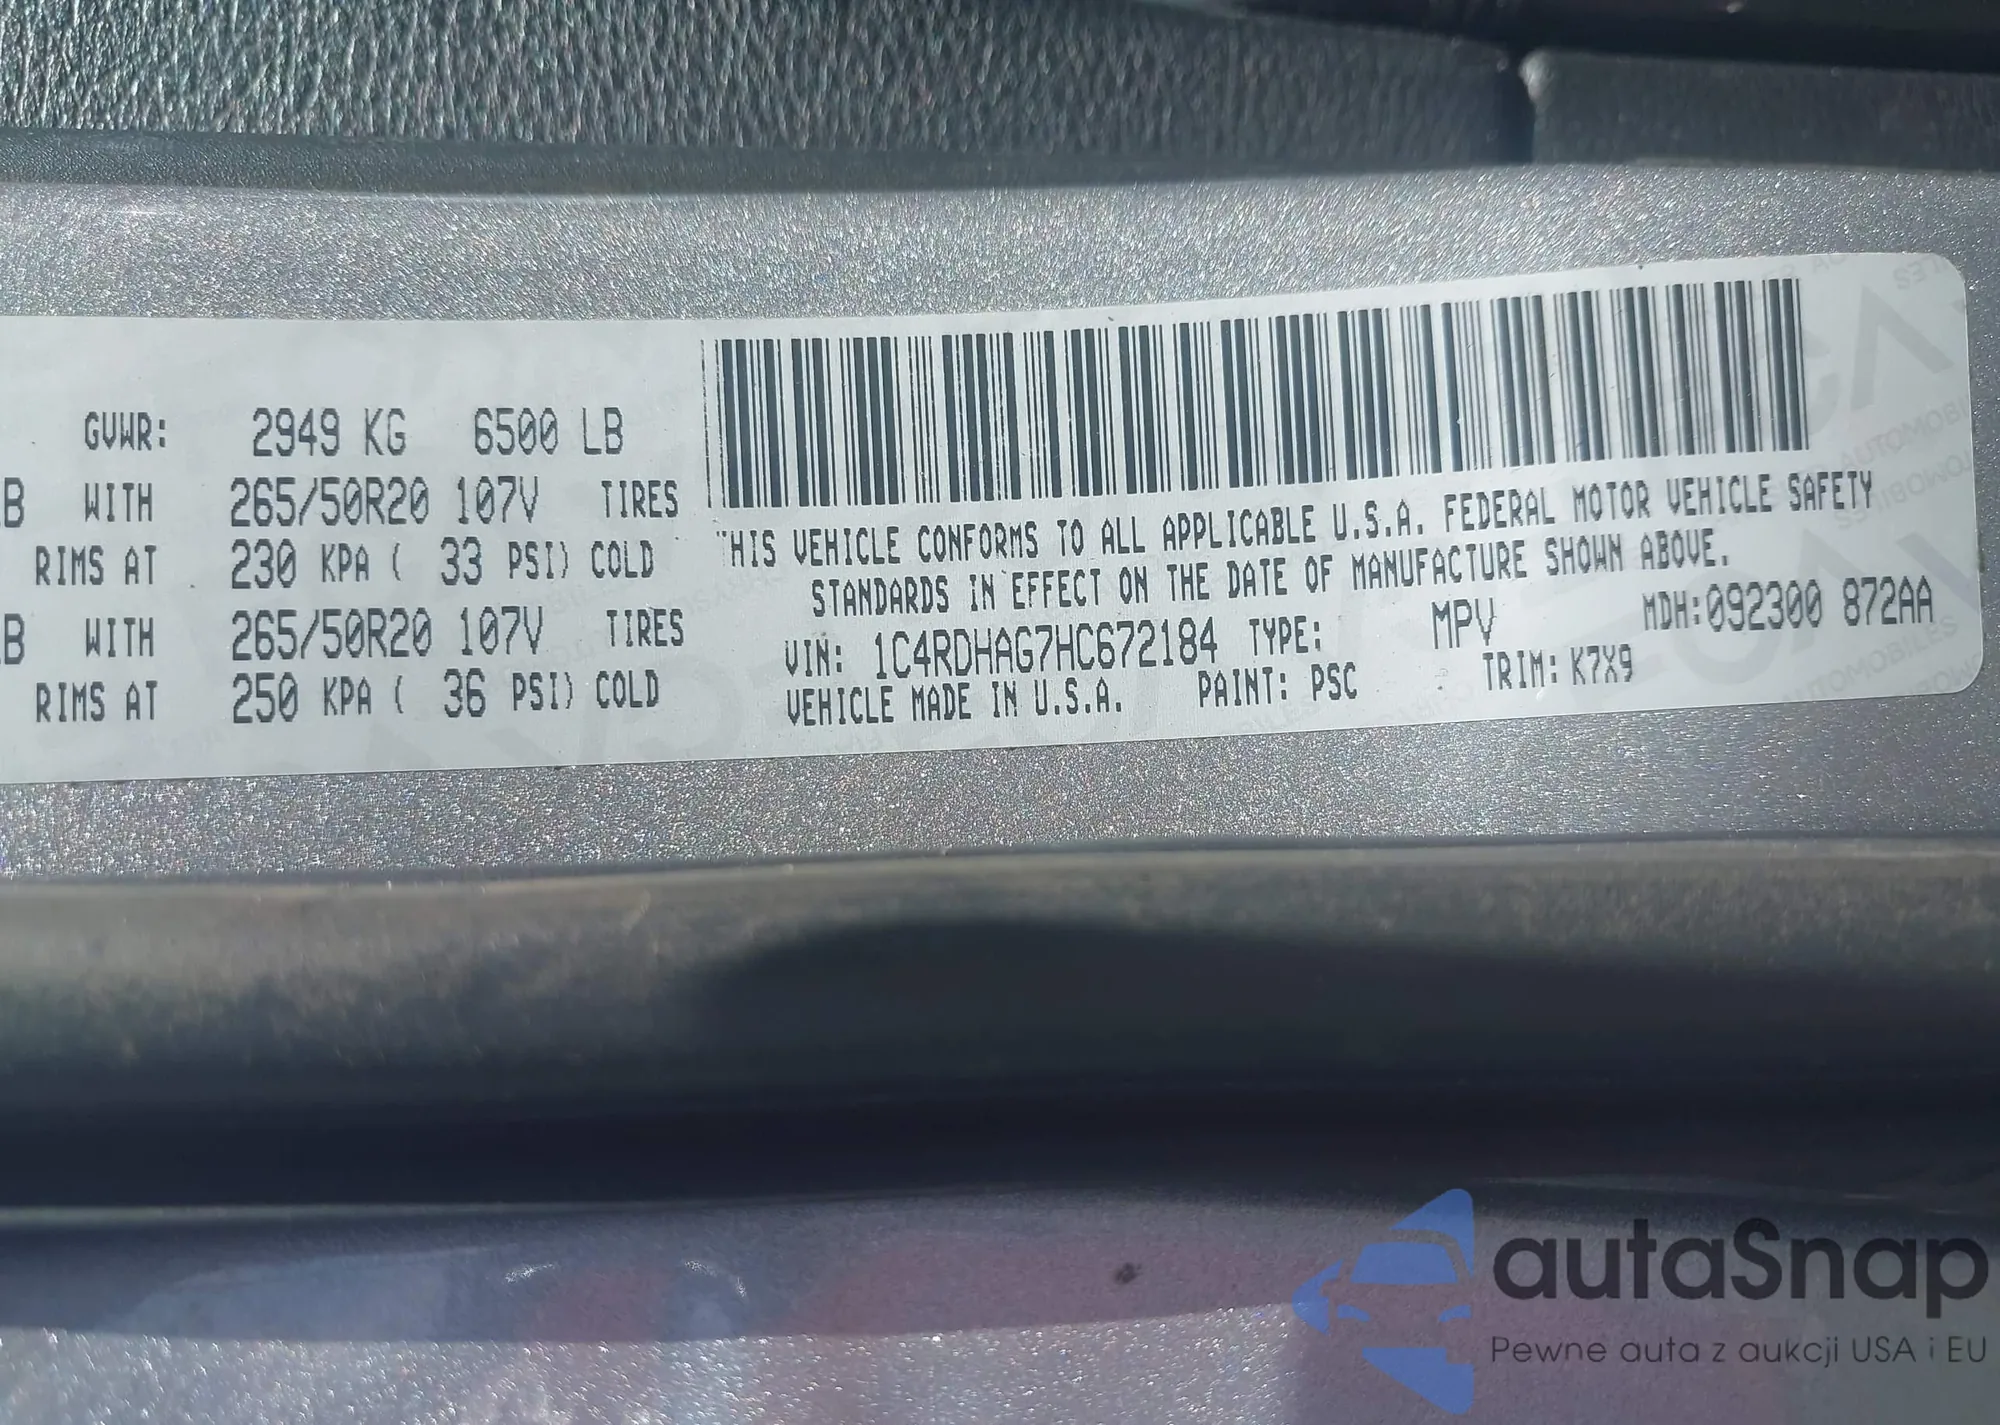 GVWR: 2949 KG 6500 LB
LB WITH 265/50R20 107V TIRES
RIMS AT 230 KPA ( 33 PSI) COLD
LB WITH 265/50R20 107V TIRES
RIMS AT 250 KPA ( 36 PSI) COLD
THIS VEHICLE CONFORMS TO ALL APPLICABLE U.S.A. FEDERAL MOTOR VEHICLE SAFETY
STANDARDS IN EFFECT ON THE DATE OF MANUFACTURE SHOWN ABOVE.
VIN: 1C4RDHAG7HC672184 TYPE: MPV MDH:092300 872AA
VEHICLE MADE IN U.S.A. PAINT: PSC TRIM: K7X9
autaSnap
Pewne auta z aukcji USA i EU